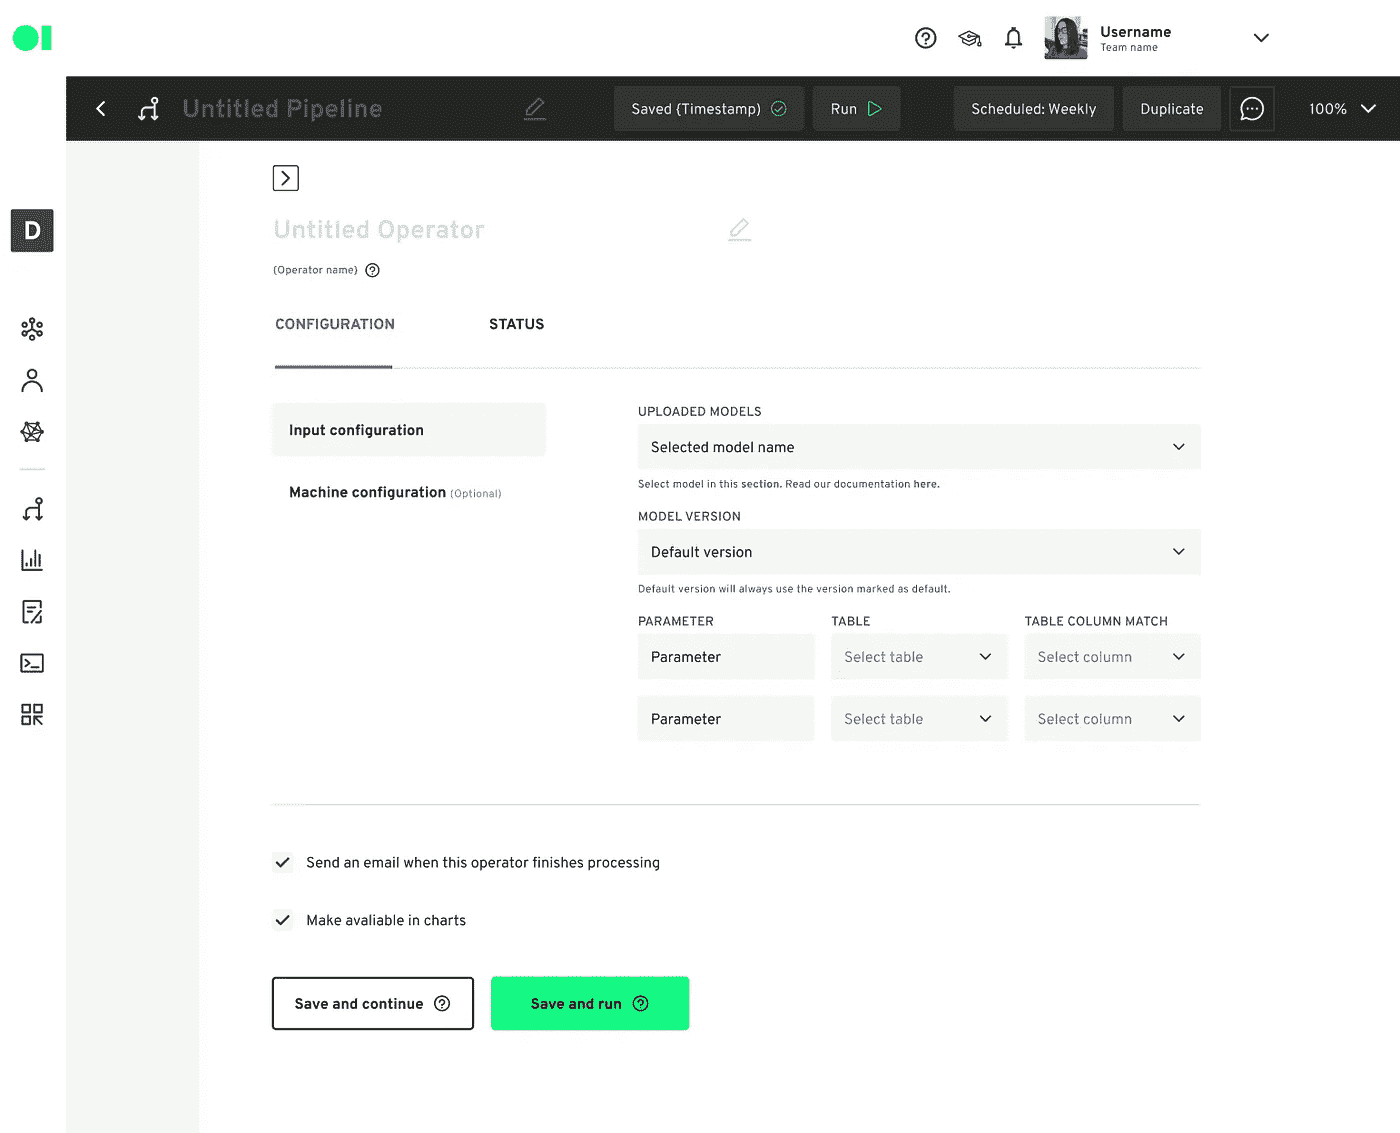 Username
Team name
Untitled Pipeline
Saved {Timestamp}
Run
Scheduled: Weekly
Duplicate
100%
D
Untitled Operator
{Operator name}
CONFIGURATION
STATUS
Input configuration
Machine configuration (Optional)
UPLOADED MODELS
Selected model name
Select model in this section. Read our documentation here.
MODEL VERSION
Default version
Default version will always use the version marked as default.
PARAMETER TABLE TABLE COLUMN MATCH
Parameter Select table Select column
Parameter Select table Select column
Send an email when this operator finishes processing
Make avaliable in charts
Save and continue
Save and run